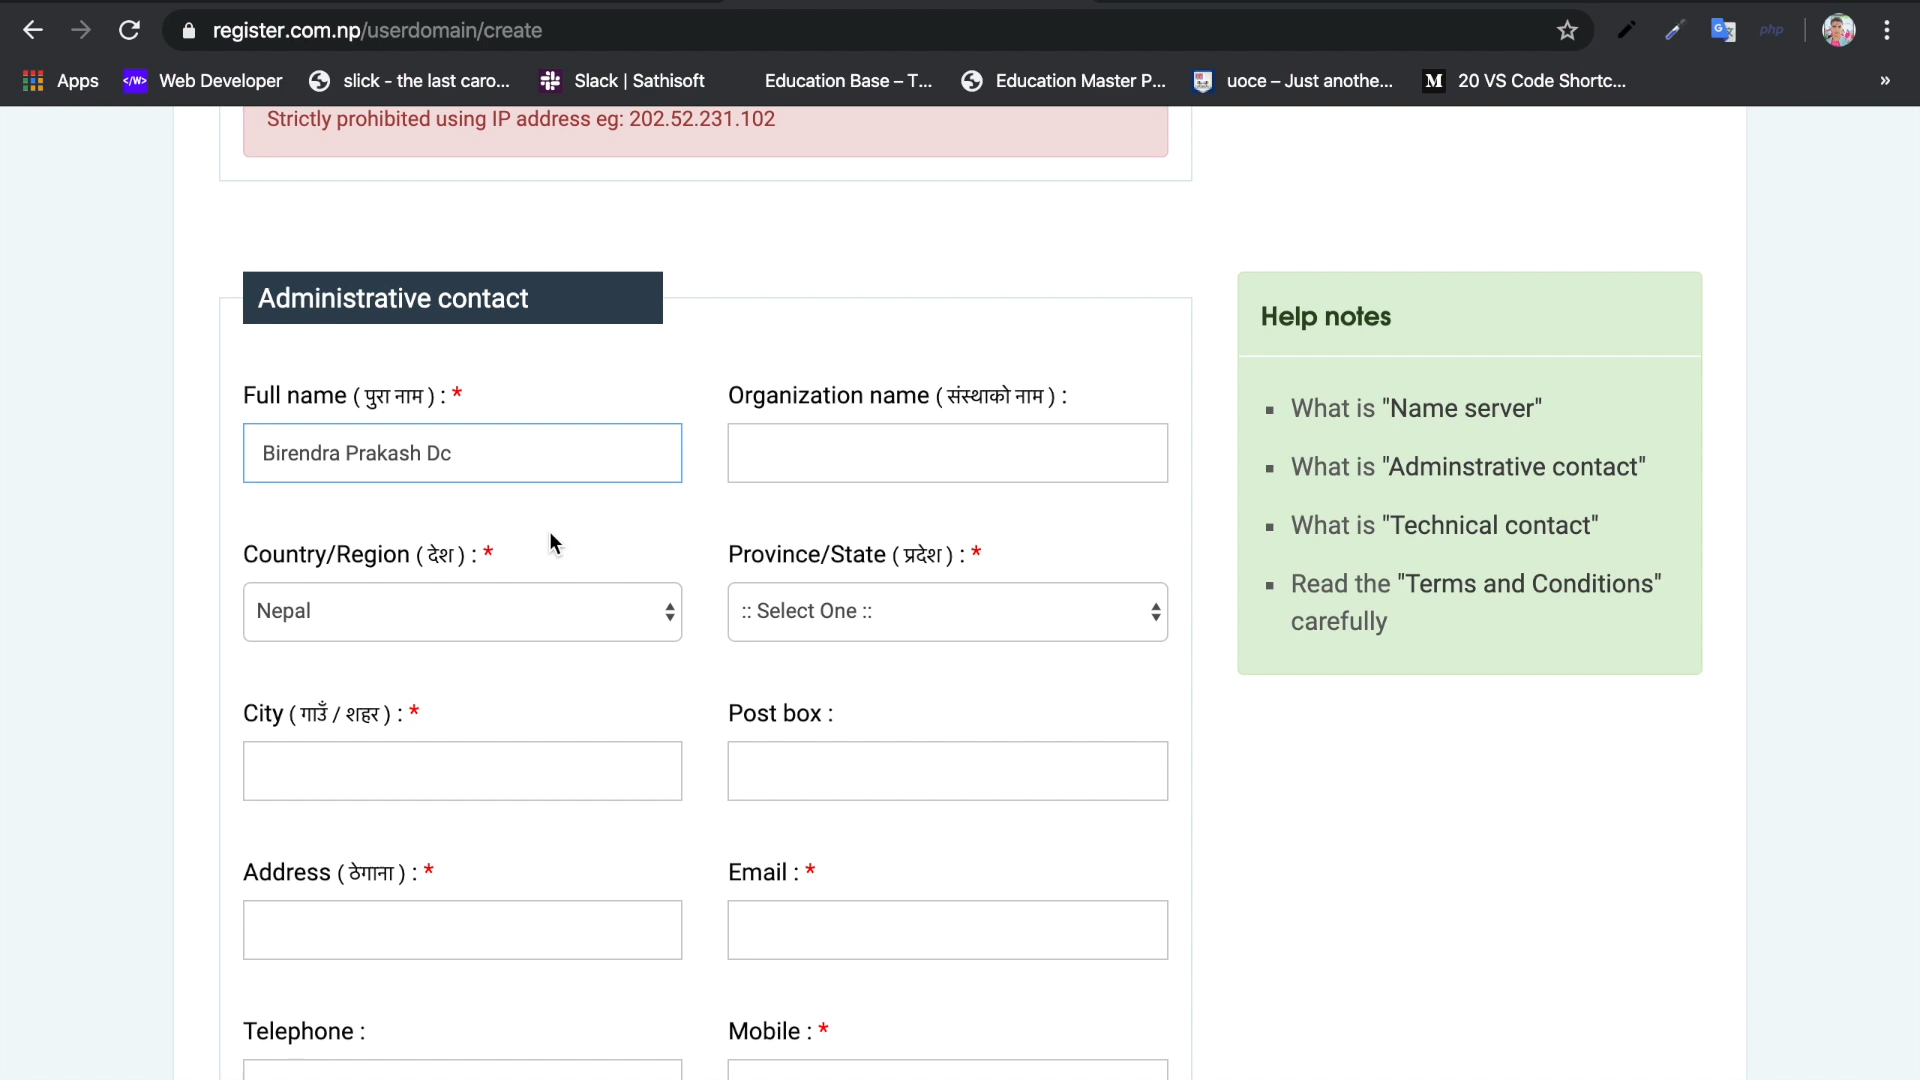 register.com.np/userdomain/create
php
Apps
</W> Web Developer
slick - the last caro...
Slack | Sathisoft
Education Base – T...
Education Master P...
uoce – Just anothe...
M 20 VS Code Shortc...
»
Strictly prohibited using IP address eg: 202.52.231.102
Administrative contact
Full name ( पुरा नाम ) : *
Organization name ( संस्थाको नाम ) :
Birendra Prakash Dc
Country/Region ( देश ) : *
Province/State ( प्रदेश ) : *
Nepal
:: Select One ::
City ( गाउँ / शहर ) : *
Post box :
Address ( ठेगाना ) : *
Email : *
Telephone :
Mobile : *
Help notes
What is "Name server"
What is "Adminstrative contact"
What is "Technical contact"
Read the "Terms and Conditions"
carefully